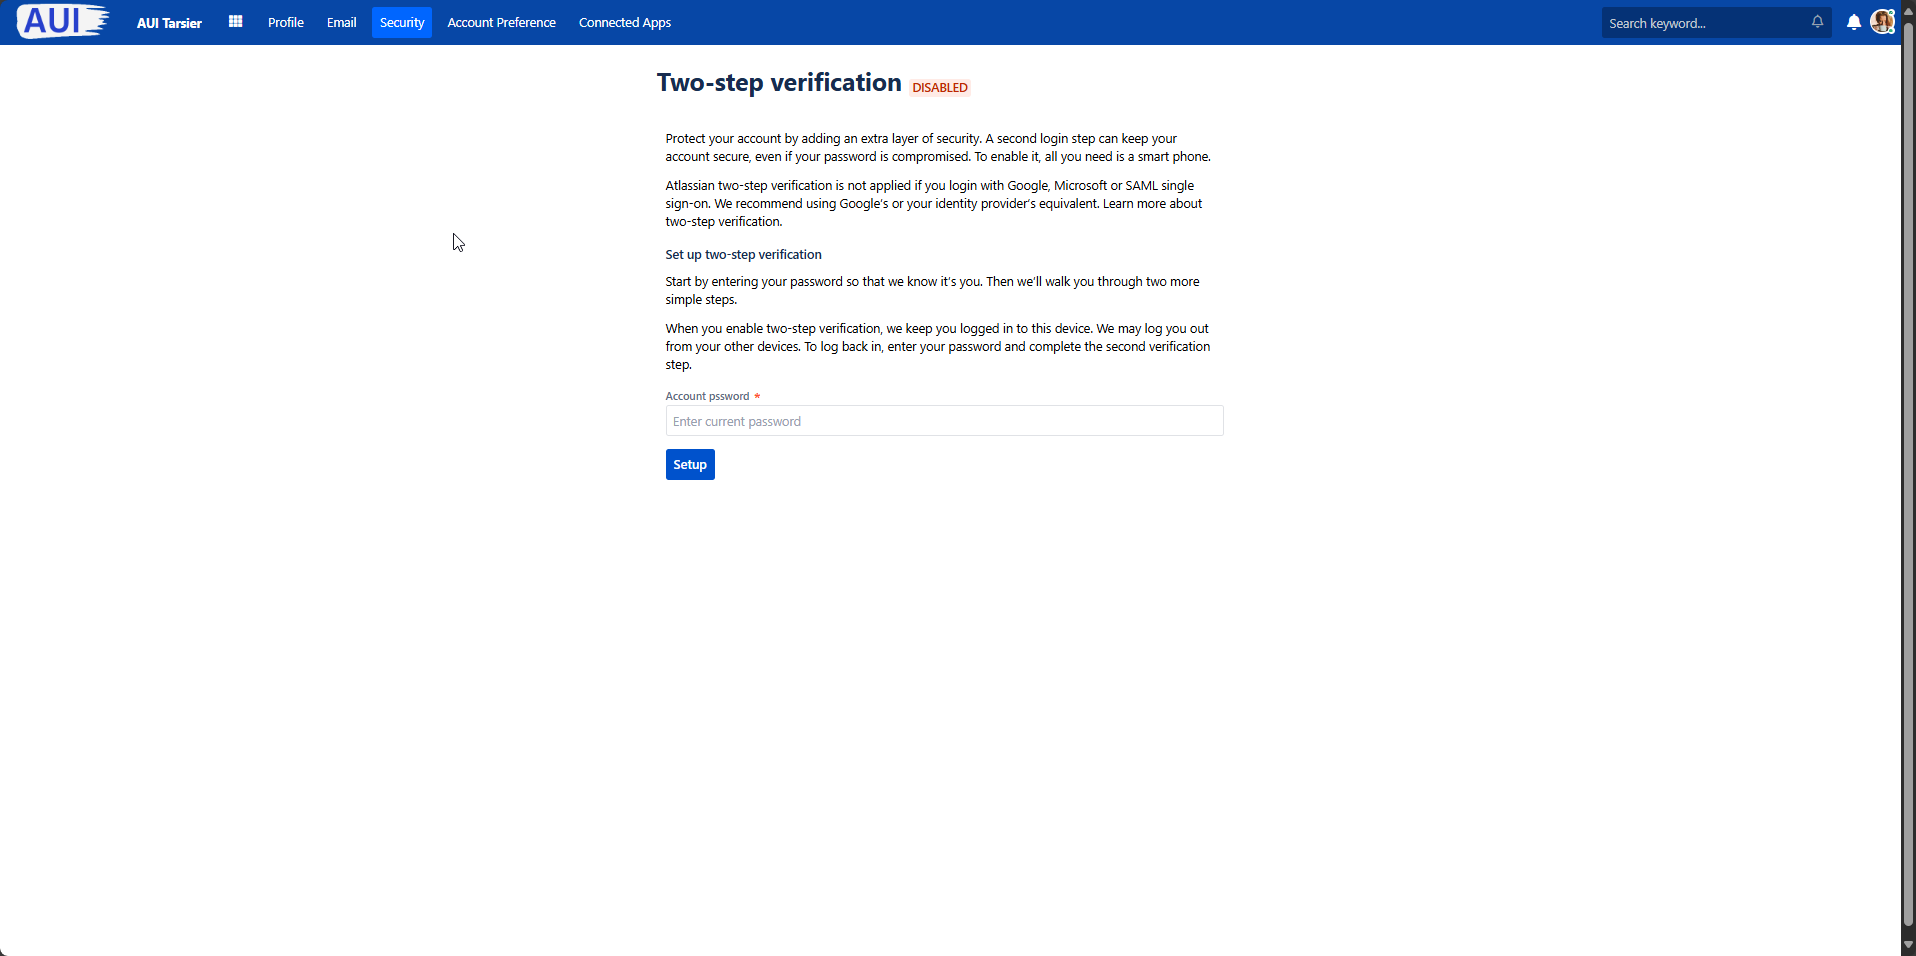 AUI
AUI Tarsier
Profile
Email
Security
Account Preference
Connected Apps
Search keyword...
Two-step verification DISABLED
Protect your account by adding an extra layer of security. A second login step can keep your
account secure, even if your password is compromised. To enable it, all you need is a smart phone.
Atlassian two-step verification is not applied if you login with Google, Microsoft or SAML single
sign-on. We recommend using Google's or your identity provider's equivalent. Learn more about
two-step verification.
Set up two-step verification
Start by entering your password so that we know it's you. Then we'll walk you through two more
simple steps.
When you enable two-step verification, we keep you logged in to this device. We may log you out
from your other devices. To log back in, enter your password and complete the second verification
step.
Account pssword *
Enter current password
Setup